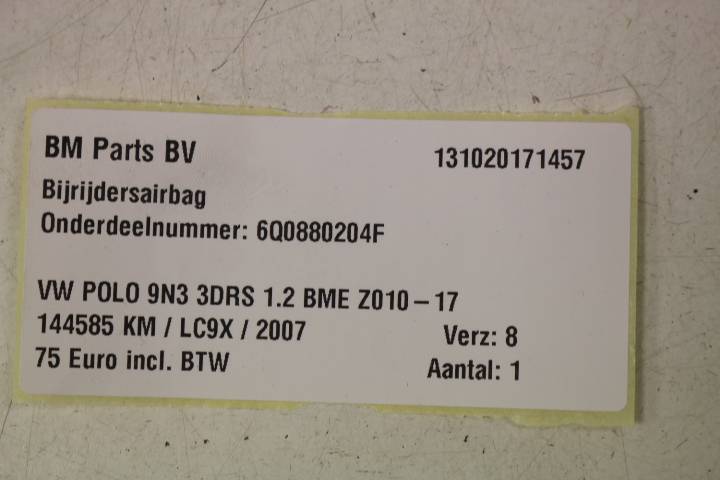 BM Parts BV 131020171457
Bijrijdersairbag
Onderdeelnummer: 6Q0880204F
VW POLO 9N3 3DRS 1.2 BME Z010-17
144585 KM / LC9X / 2007 Verz: 8
75 Euro incl. BTW Aantal: 1